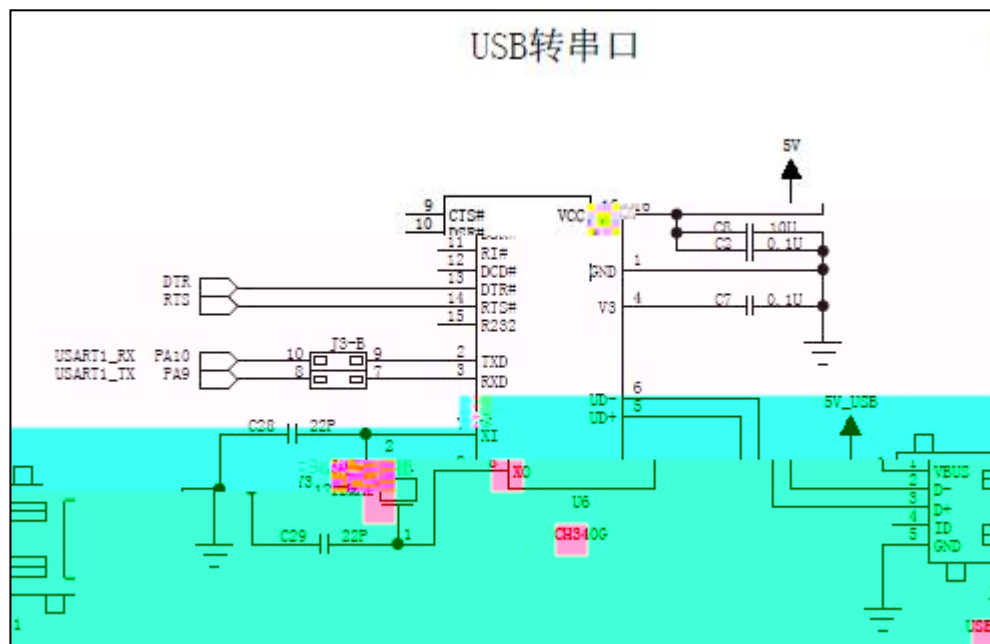 USB转串口
5V
9 CTS# VCC
10
C8 10U
11 C2 0.1U
12 RI# GND 1
13 DCD#
DTR DTR#
RTS 14 RTS# V3 4 C7 0.1U
15 R232
J3-B
USART1_RX PA10 10 9 2 TXD
USART1_TX PA9 8 7 3 RXD
6
UD- 5 5V_USB
UD+
C28 22P XI
2
XO 1 VBUS
2 D-
U6 3 D+
4 ID
C29 22P 1 CH340G 5 GND
1
USB